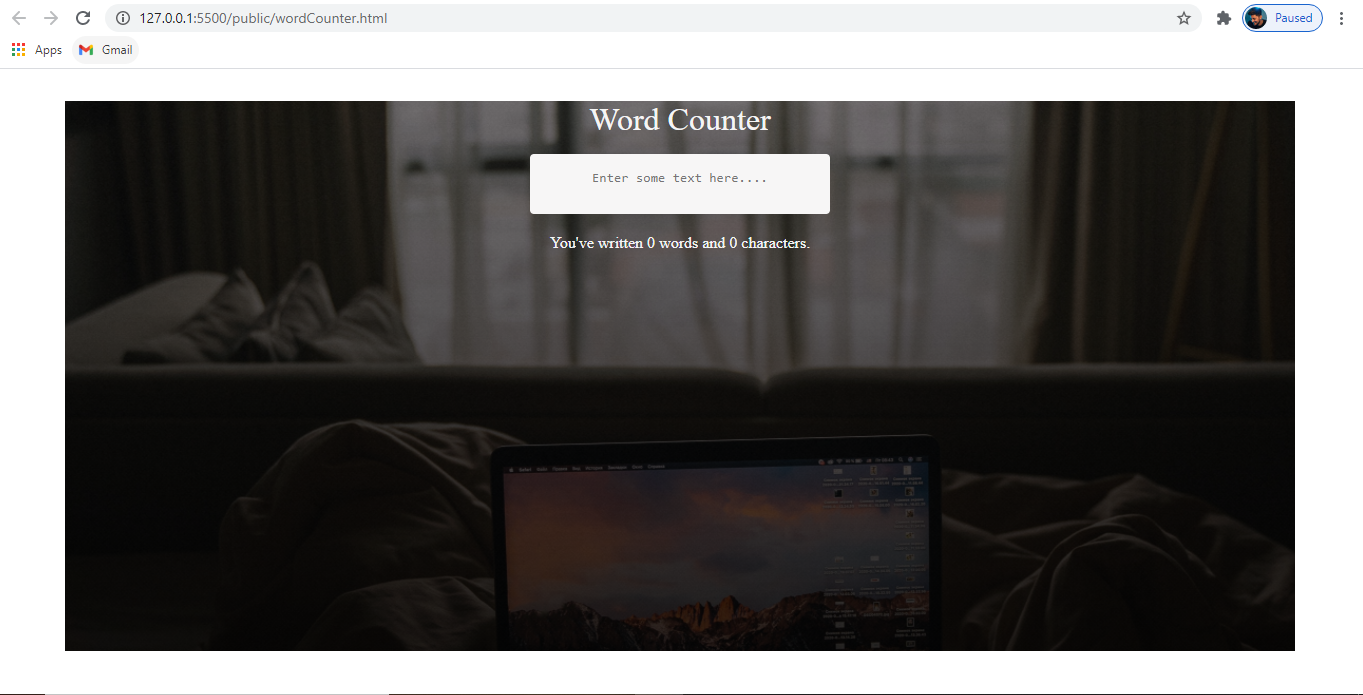 127.0.0.1:5500/public/wordCounter.html
Paused
Apps
Gmail
Word Counter
Enter some text here....
You've written 0 words and 0 characters.